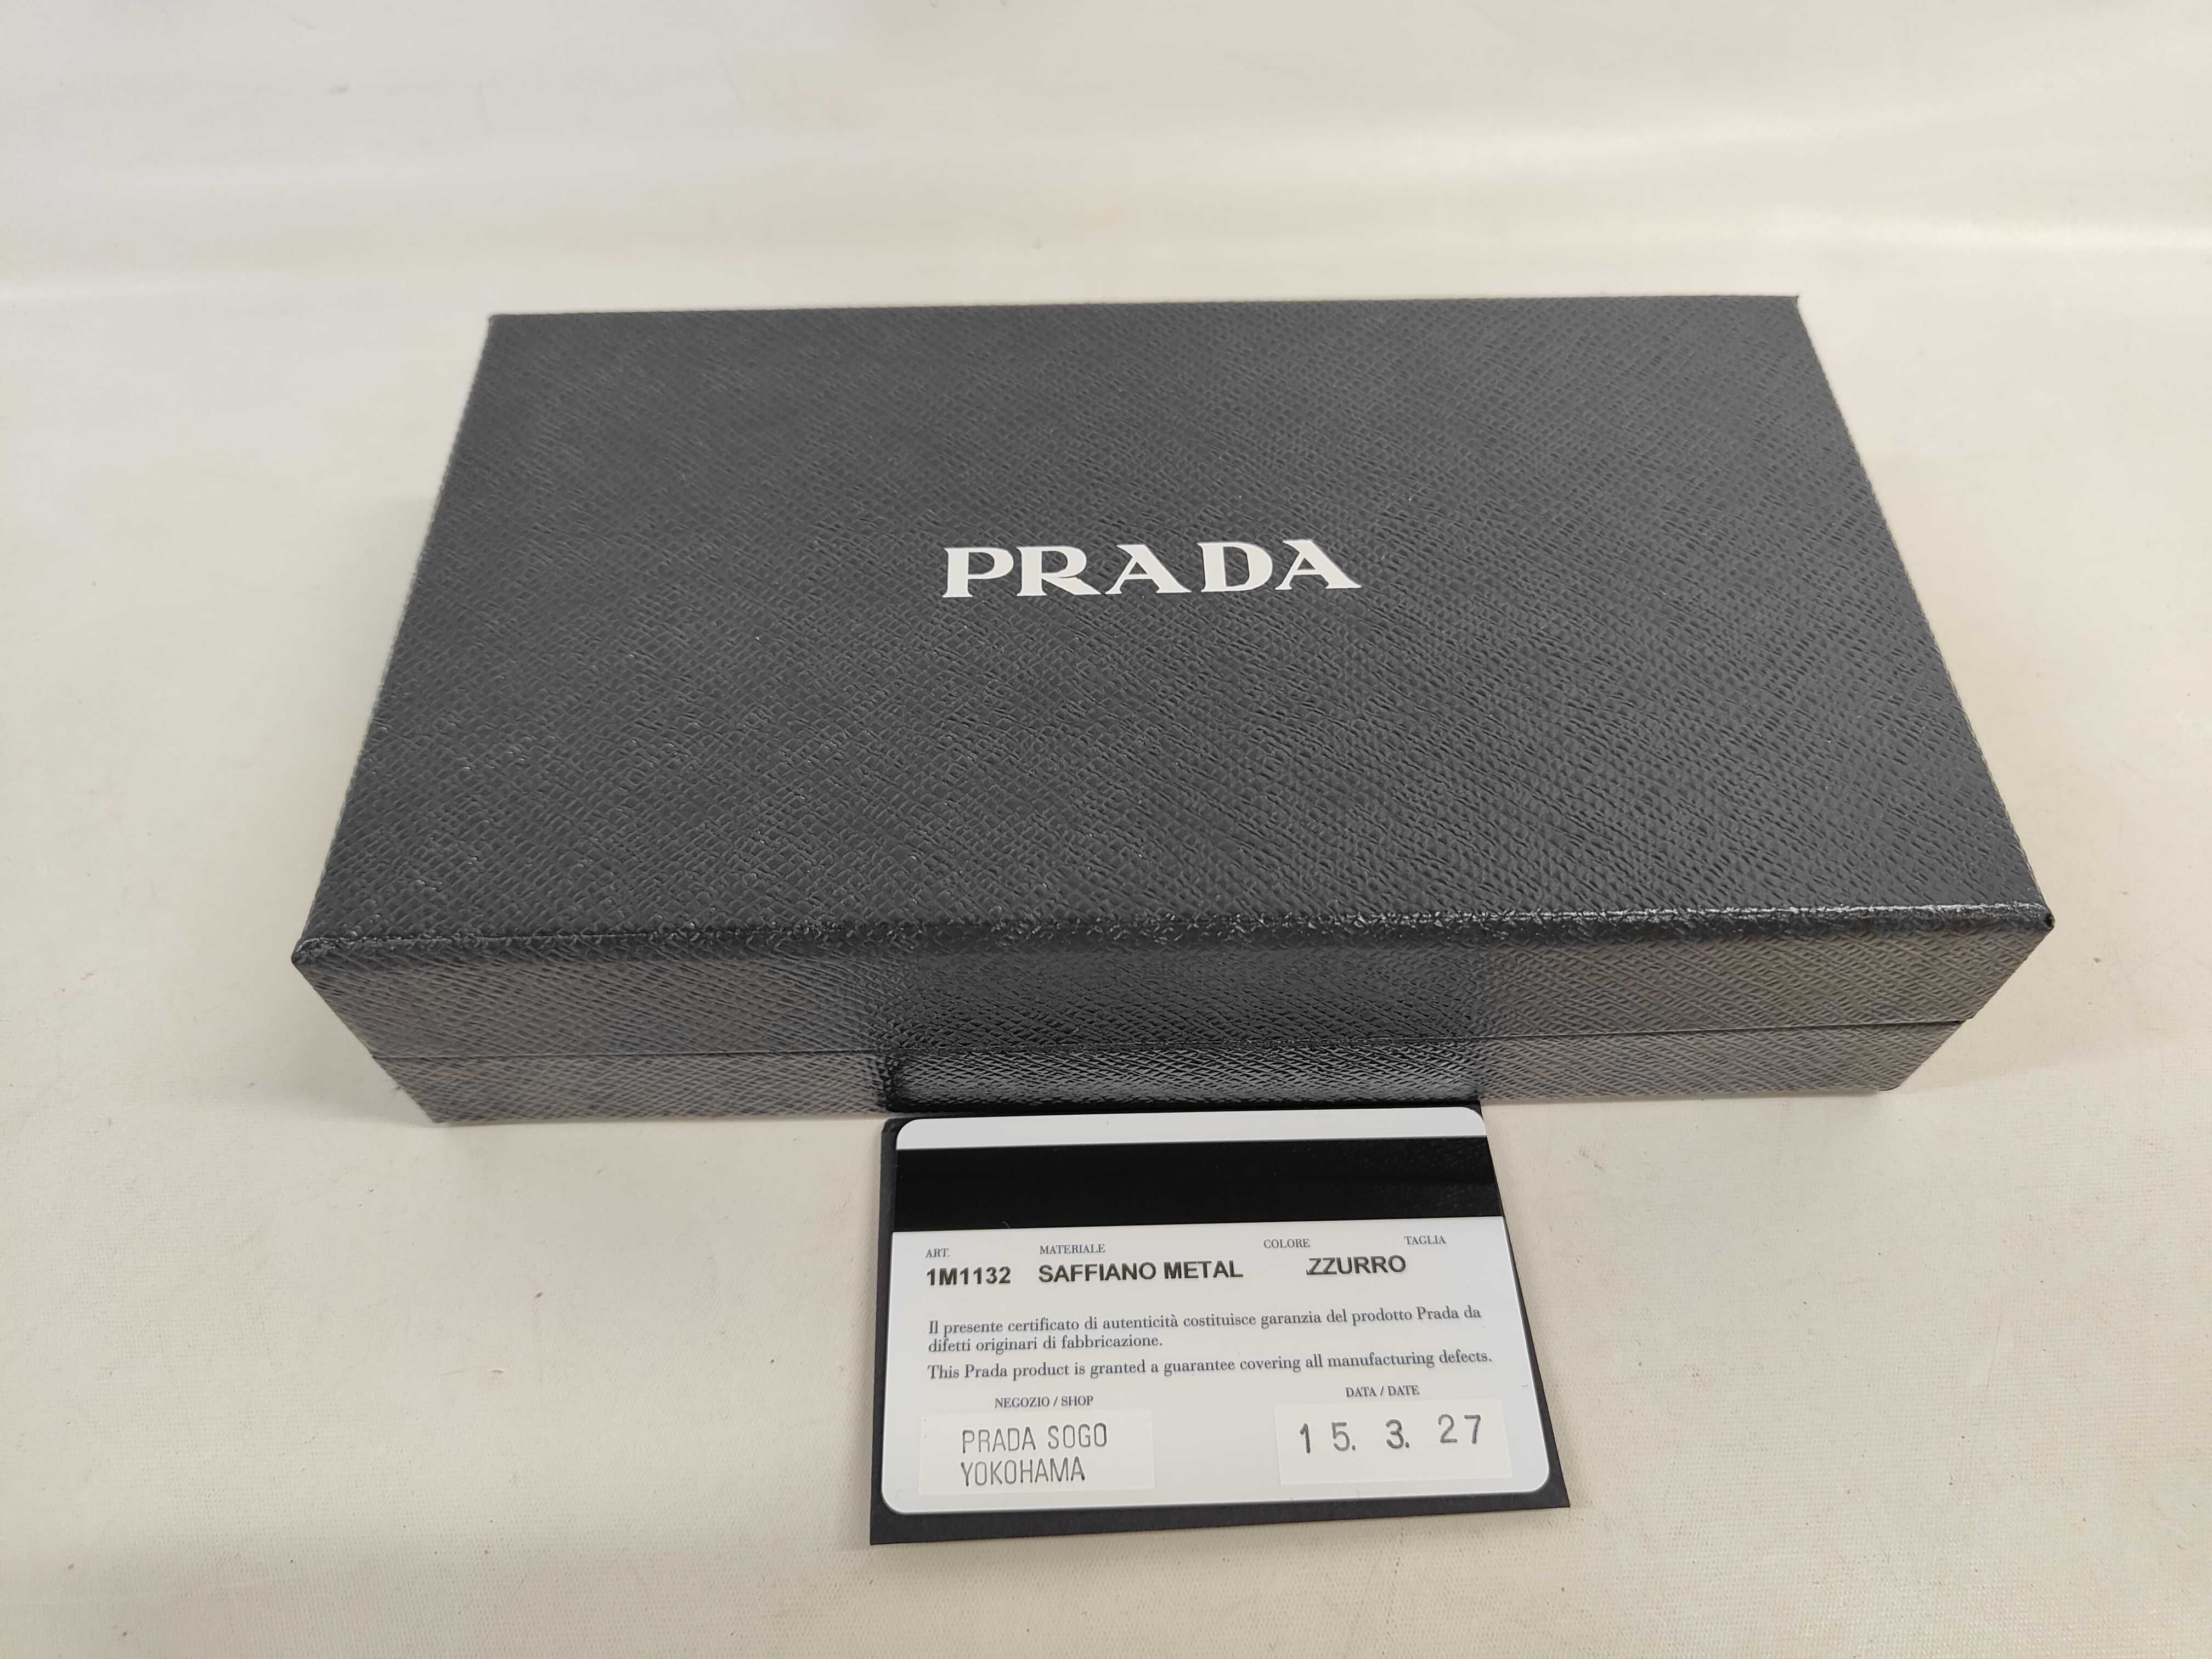 PRADA
ART. MATERIALE COLORE TAGLIA
1M1132 SAFFIANO METAL ZZURRO
Il presente certificato di autenticità costituisce garanzia del prodotto Prada da
difetti originari di fabbricazione.
This Prada product is granted a guarantee covering all manufacturing defects.
NEGOZIO / SHOP DATA / DATE
PRADA SOGO
YOKOHAMA
15. 3. 27